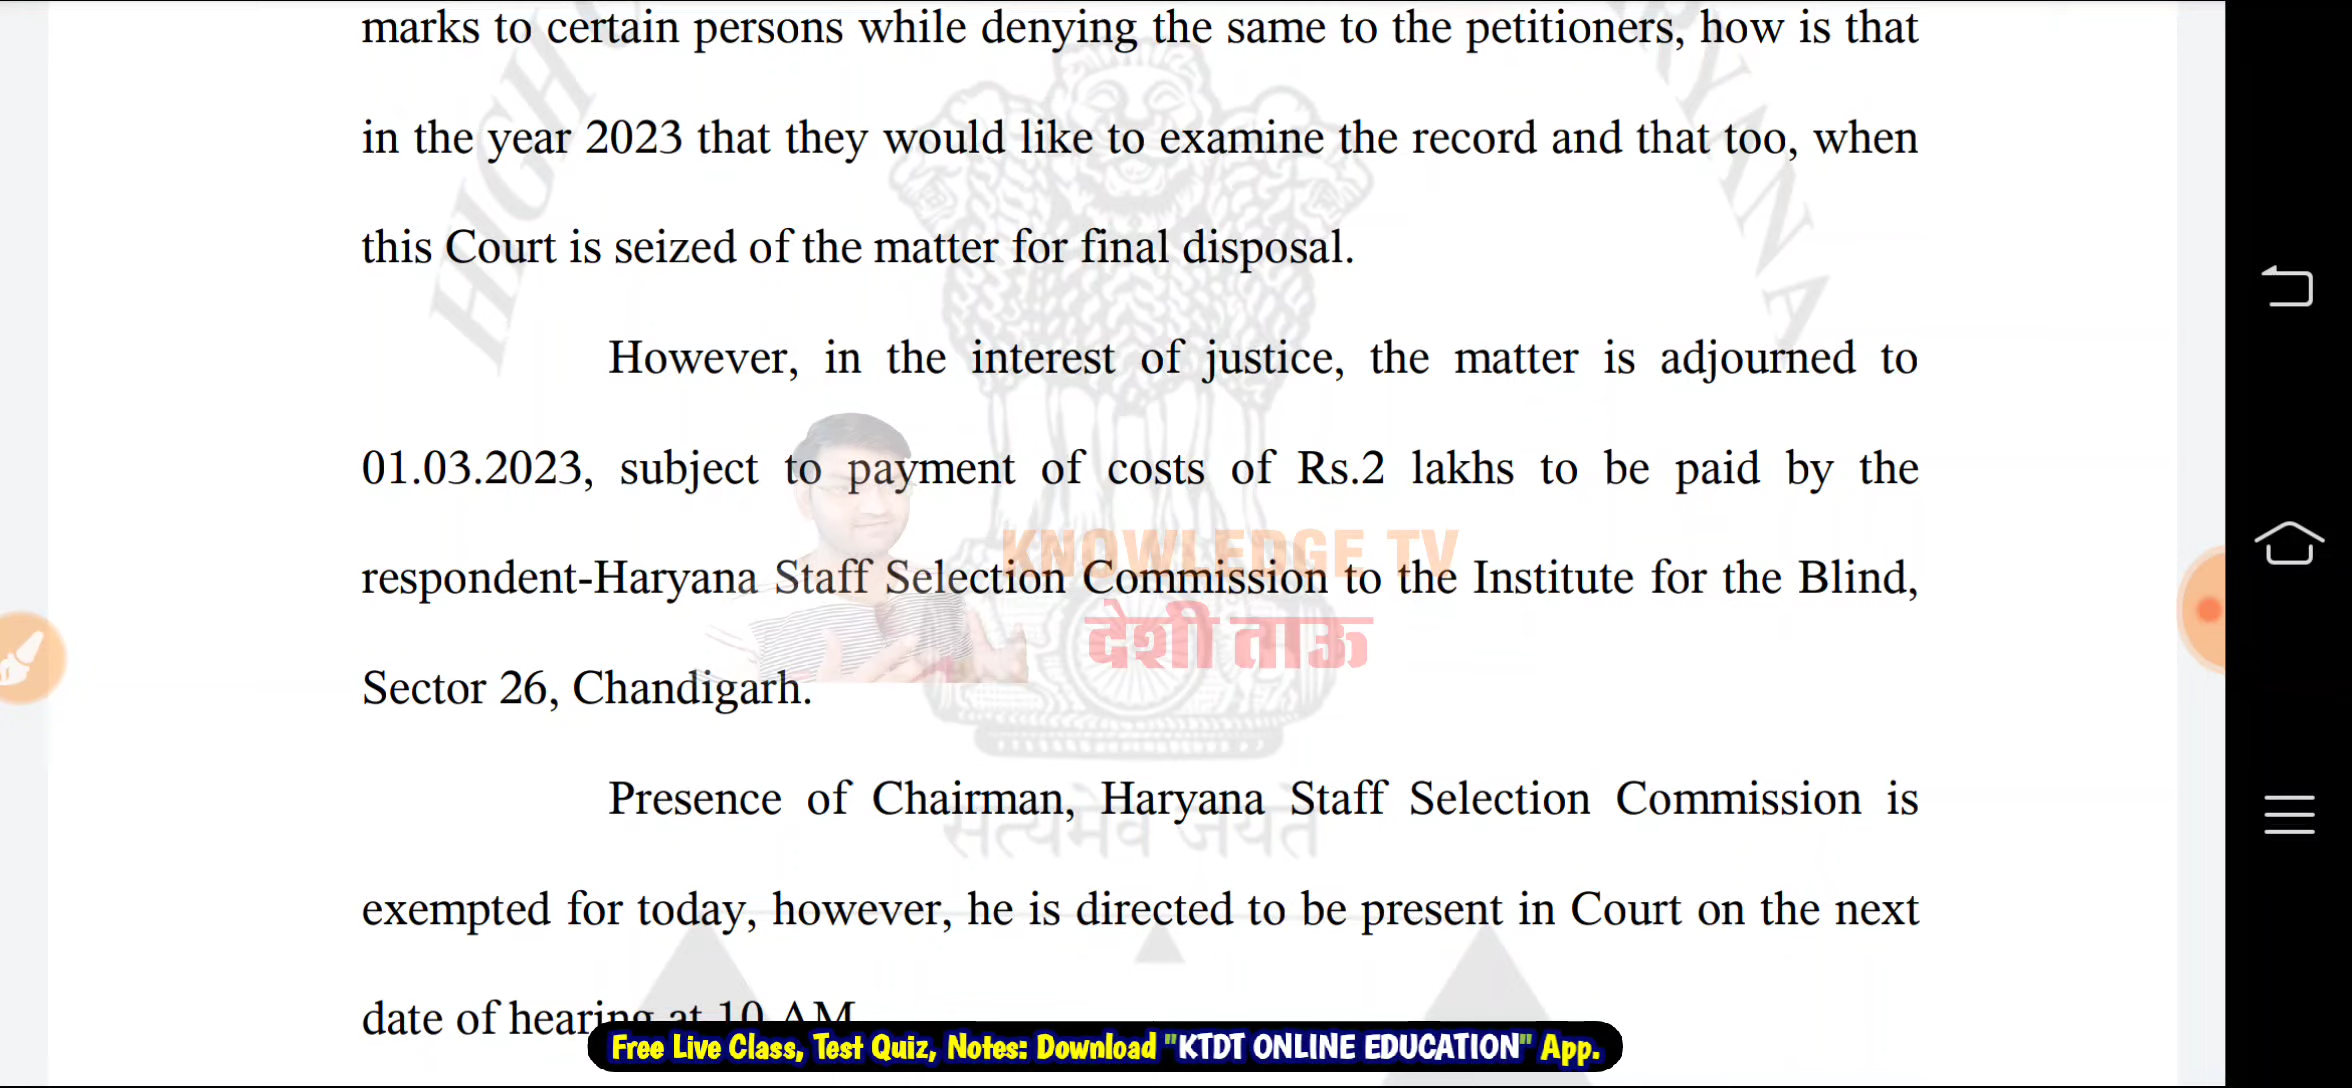 marks to certain persons while denying the same to the petitioners, how is that
in the year 2023 that they would like to examine the record and that too, when
this Court is seized of the matter for final disposal.
However, in the interest of justice, the matter is adjourned to
01.03.2023, subject to payment of costs of Rs.2 lakhs to be paid by the
respondent-Haryana Staff Selection Commission to the Institute for the Blind,
Sector 26, Chandigarh.
Presence of Chairman, Haryana Staff Selection Commission is
exempted for today, however, he is directed to be present in Court on the next
date of hearing at 10 AM
HIGH
ARYANA
KNOWLEDGE TV
देशी ताऊ
सत्यमेव जयते
Free Live Class, Test Quiz, Notes: Download "KTDT ONLINE EDUCATION" App.